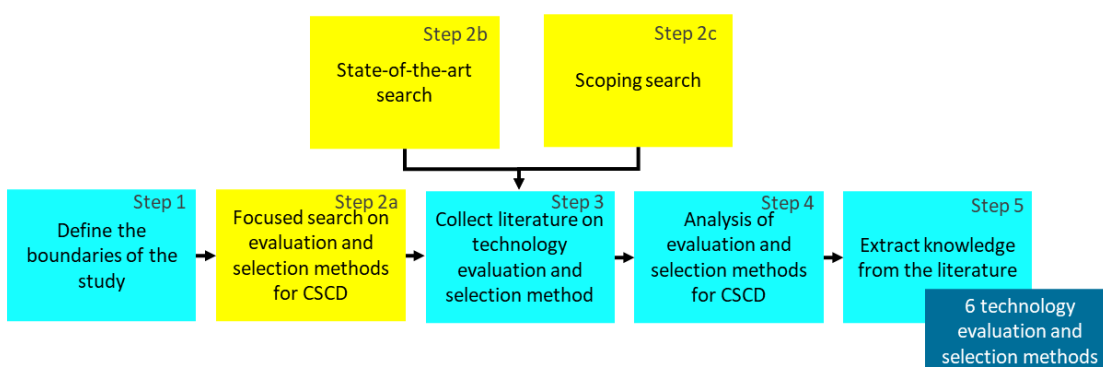 Step 2b
State-of-the-art
search
Step 2c
Scoping search
Step 1
Define the
boundaries of the
study
Step 2a
Focused search on
evaluation and
selection methods
for CSCD
Step 3
Collect literature on
technology
evaluation and
selection method
Step 4
Analysis of
evaluation and
selection methods
for CSCD
Step 5
Extract knowledge
from the literature
6 technology
evaluation and
selection methods